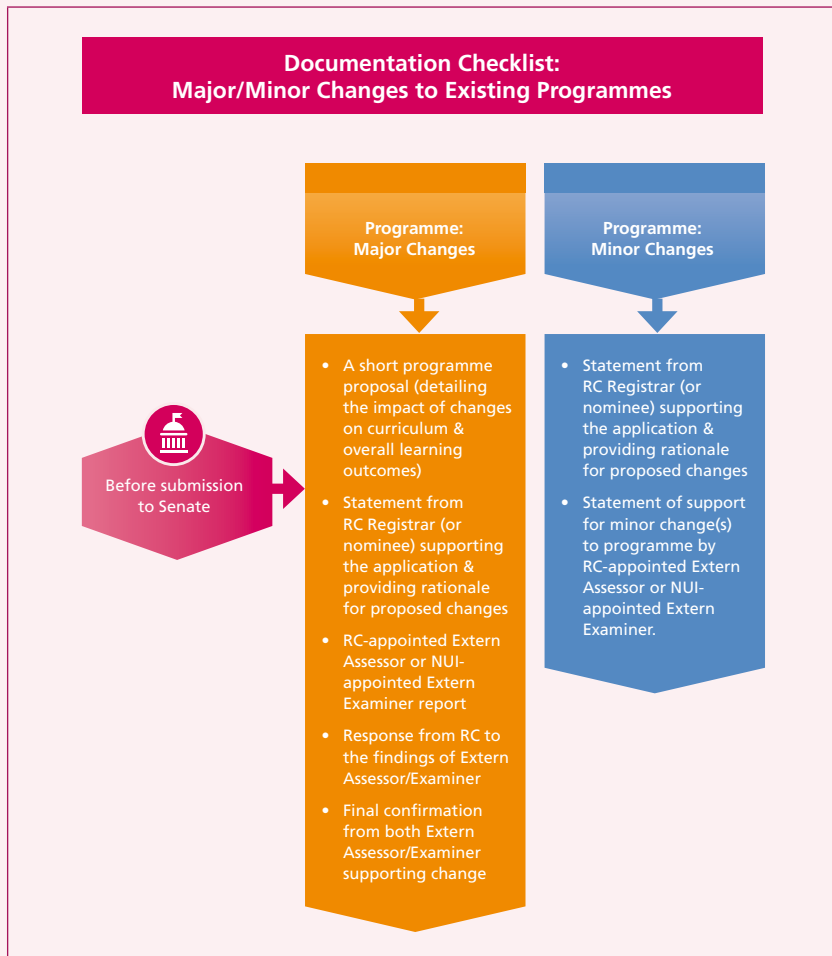 Documentation Checklist:
Major/Minor Changes to Existing Programmes
Programme:
Major Changes
Programme:
Minor Changes
Before submission
to Senate
• A short programme
proposal (detailing
the impact of changes
on curriculum &
overall learning
outcomes)
• Statement from
RC Registrar (or
nominee) supporting
the application &
providing rationale
for proposed changes
• RC-appointed Extern
Assessor or NUI-
appointed Extern
Examiner report
• Response from RC to
the findings of Extern
Assessor/Examiner
• Final confirmation
from both Extern
Assessor/Examiner
supporting change
• Statement from
RC Registrar (or
nominee) supporting
the application &
providing rationale
for proposed changes
• Statement of support
for minor change(s)
to programme by
RC-appointed Extern
Assessor or NUI-
appointed Extern
Examiner.